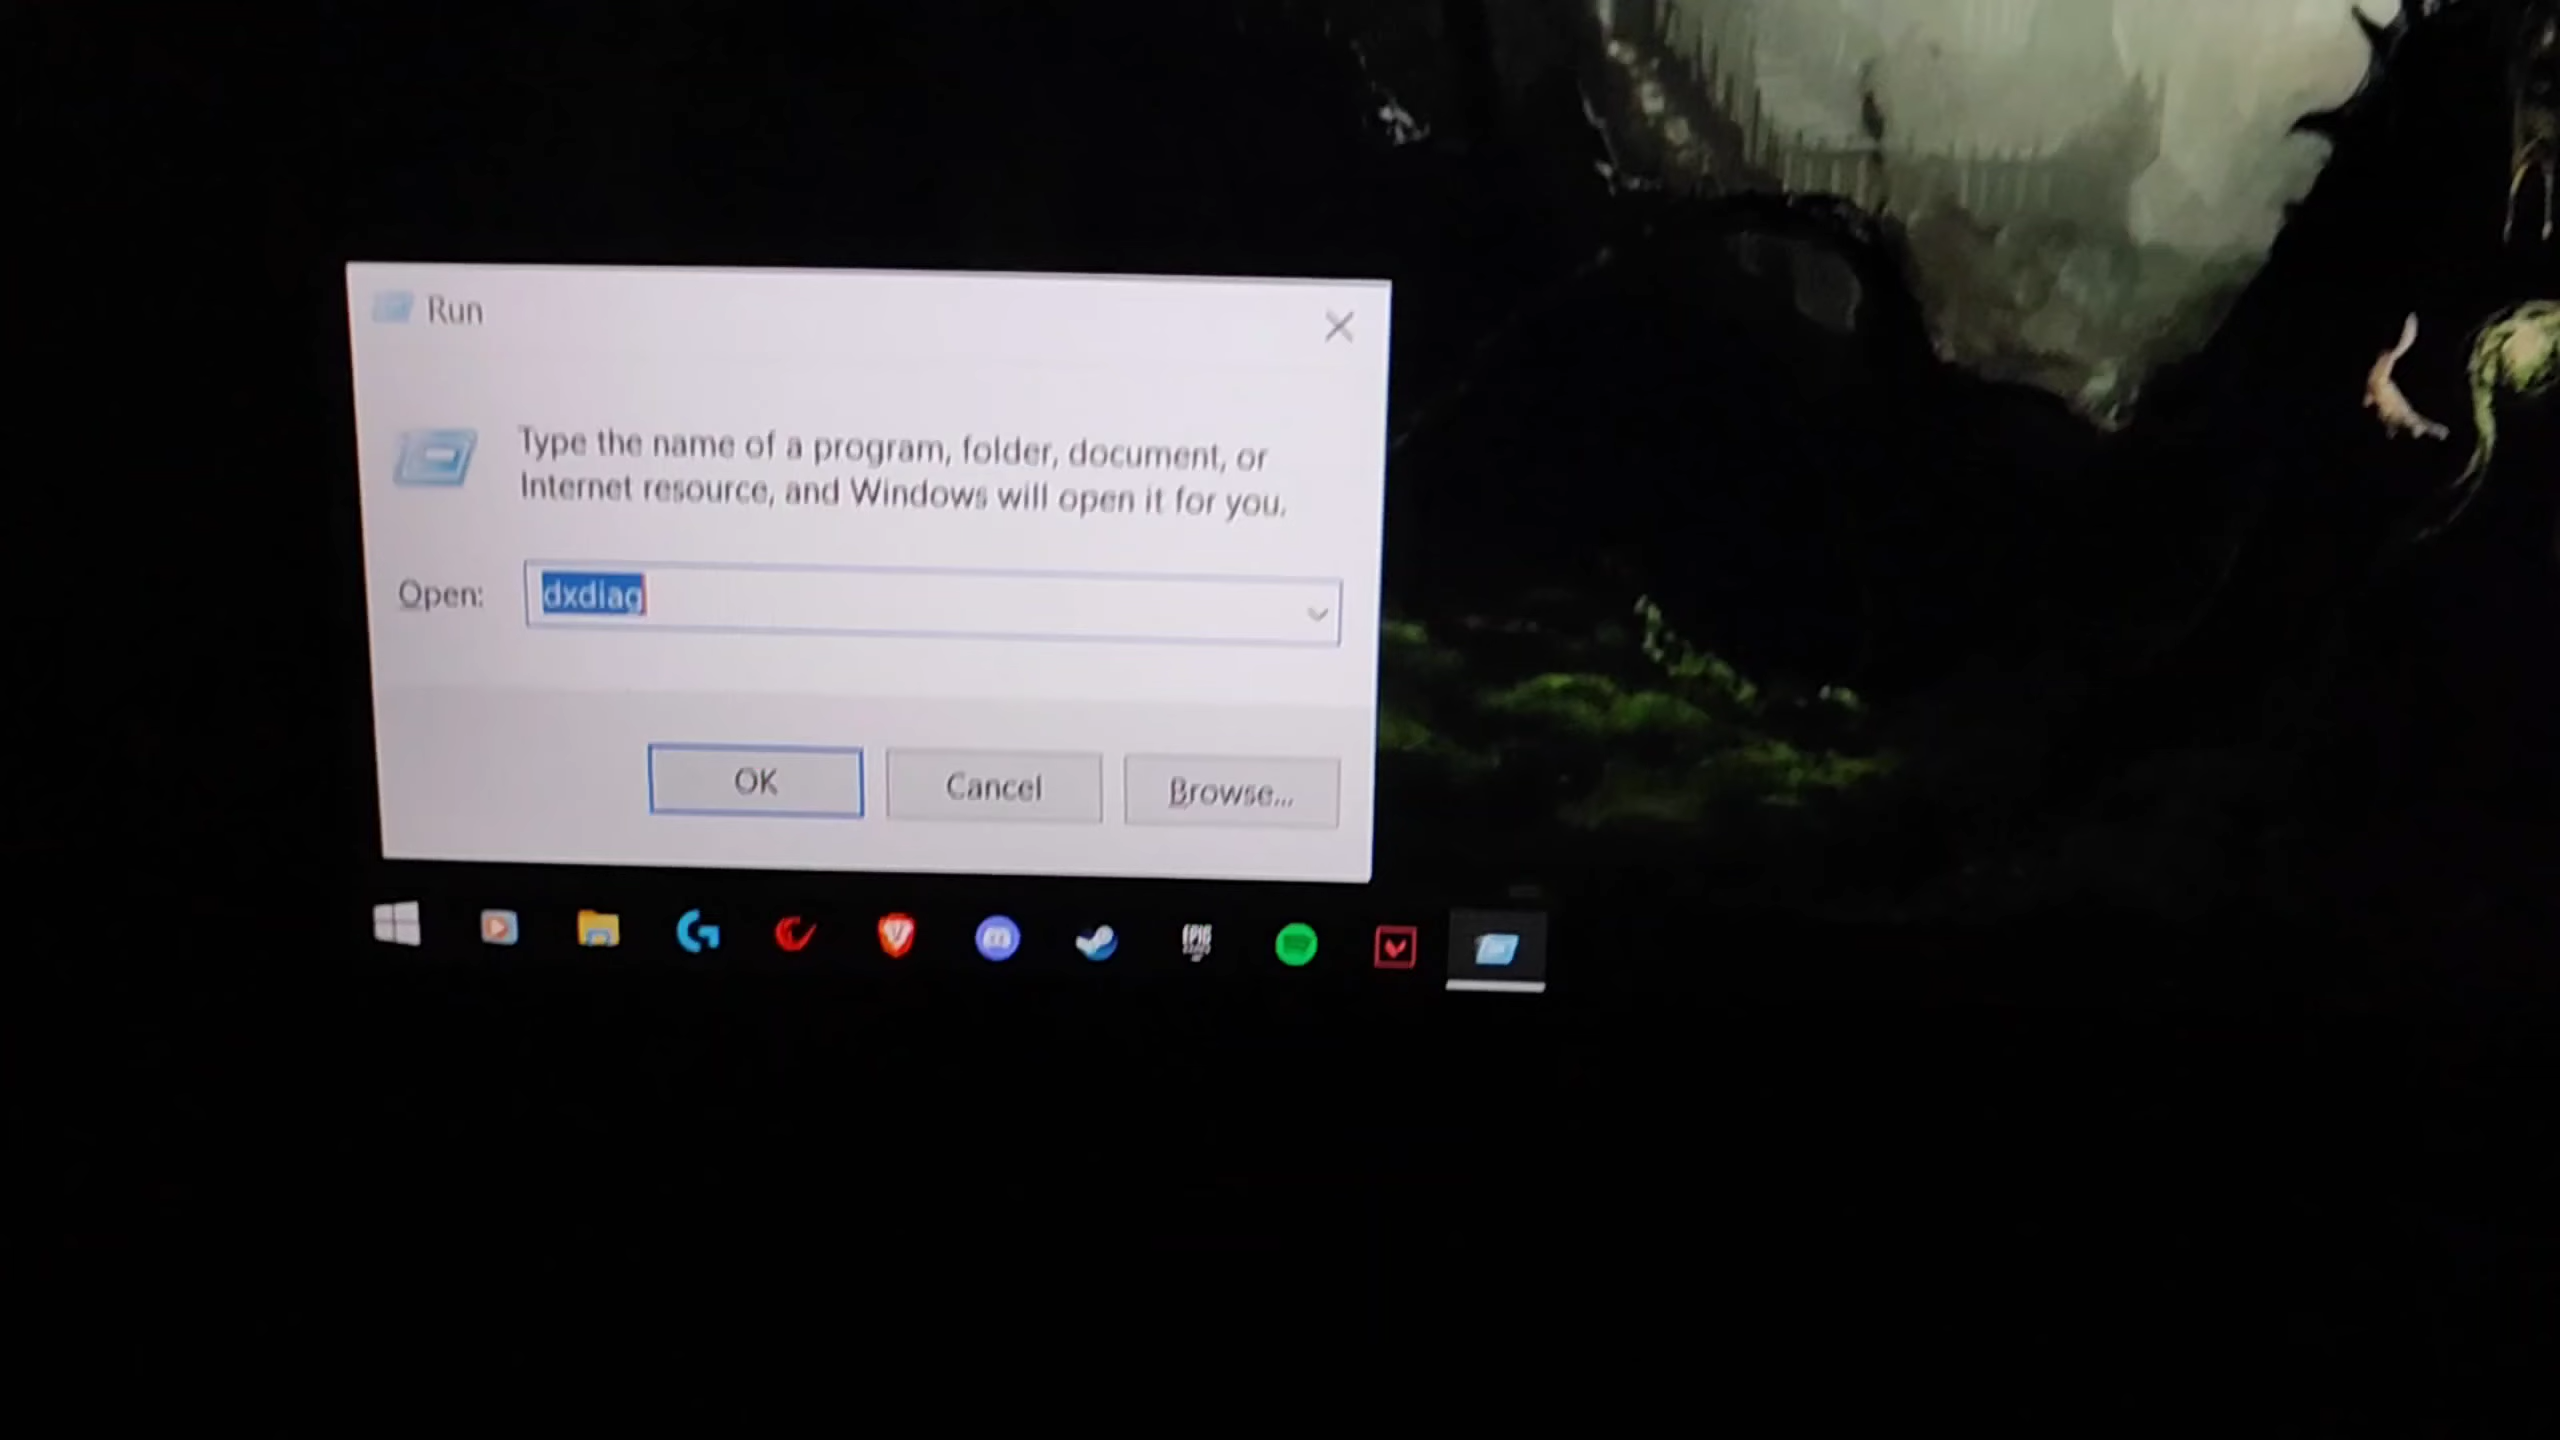 Run
Type the name of a program, folder, document, or
Internet resource, and Windows will open it for you.
Open:
dxdiag
OK
Cancel
Browse...
EPIC